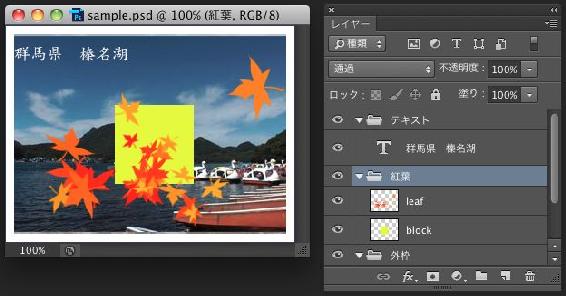 sample.psd @ 100% (紅葉, RGB/8)
群馬県　榛名湖
100%
レイヤー
種類
通過
不透明度： 100%
ロック： 塗り： 100%
テキスト
T 群馬県　榛名湖
紅葉
leaf
block
外枠
fx